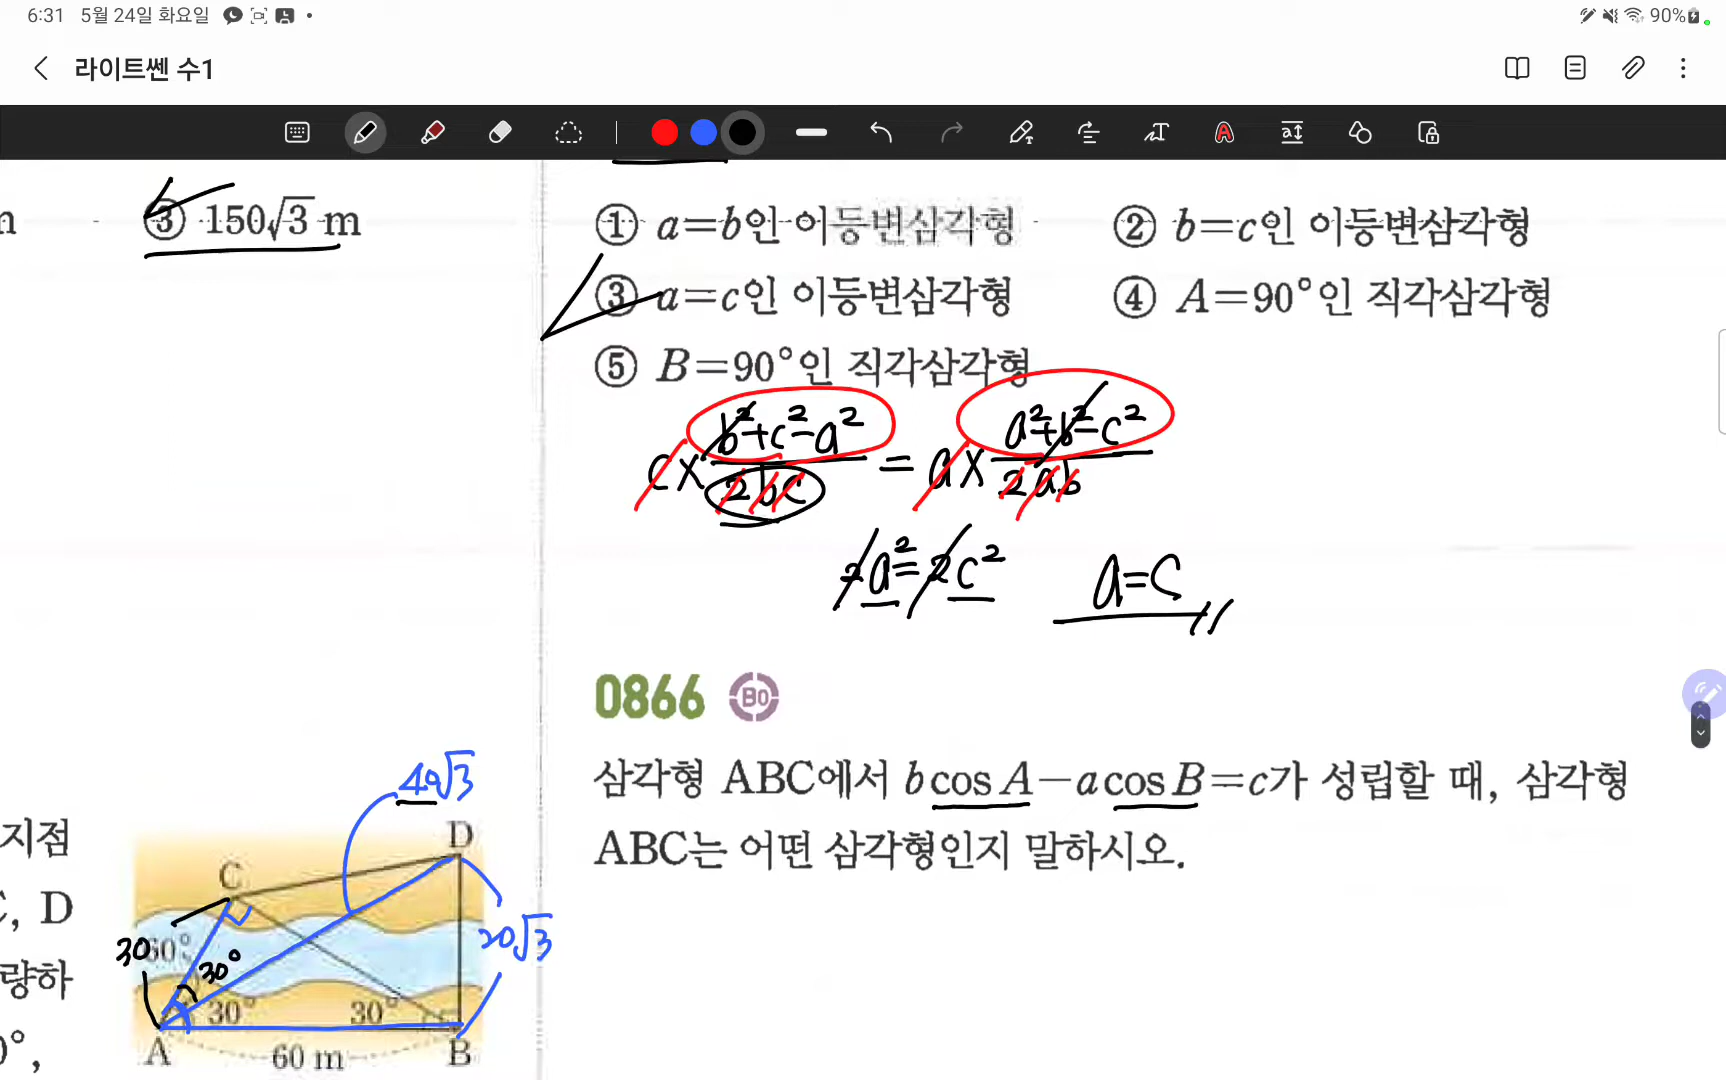 6:31 5월 24일 화요일
90%
라이트쎈 수1
m
③ 150√3 m
① a=b인 이등변삼각형 ② b=c인 이등변삼각형
③ a=c인 이등변삼각형 ④ A=90°인 직각삼각형
⑤ B=90°인 직각삼각형
c× (b²+c²-a²)/(2bc) = a× (a²+b²-c²)/(2ab)
2a²=2c² a=c
0866 B0
삼각형 ABC에서 b cos A-a cos B=c가 성립할 때, 삼각형
ABC는 어떤 삼각형인지 말하시오.
지점
C, D
량하
0°,
40√3
D
C
20√3
30
60°
30°
30° 30°
A 60 m B